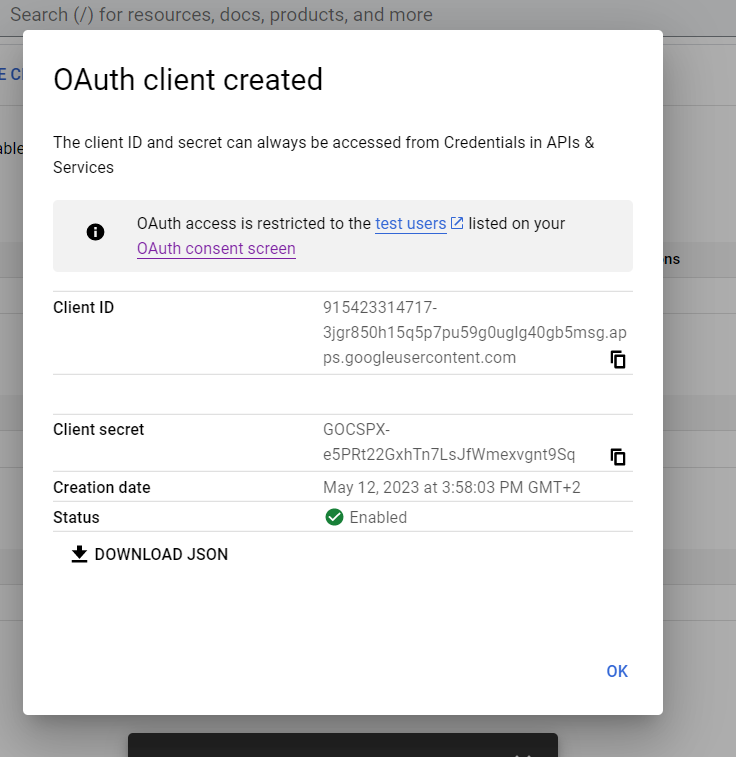 Search (/) for resources, docs, products, and more
OAuth client created
The client ID and secret can always be accessed from Credentials in APIs &
Services
OAuth access is restricted to the test users listed on your
OAuth consent screen
Client ID
915423314717-
3jgr850h15q5p7pu59g0uglg40gb5msg.ap
ps.googleusercontent.com
Client secret
GOCSPX-
e5PRt22GxhTn7LsJfWmexvgnt9Sq
Creation date
May 12, 2023 at 3:58:03 PM GMT+2
Status
Enabled
DOWNLOAD JSON
OK